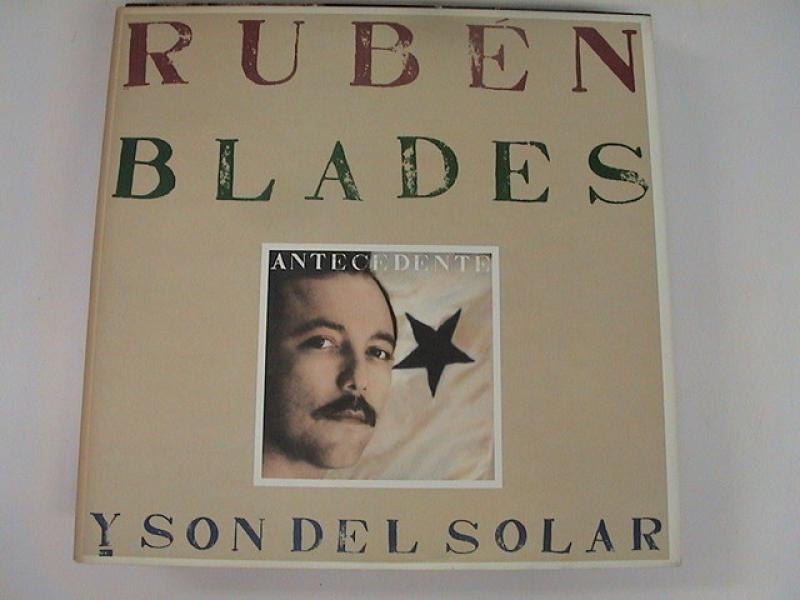 RUBÉN
BLADES
ANTECEDENTE
Y SON DEL SOLAR